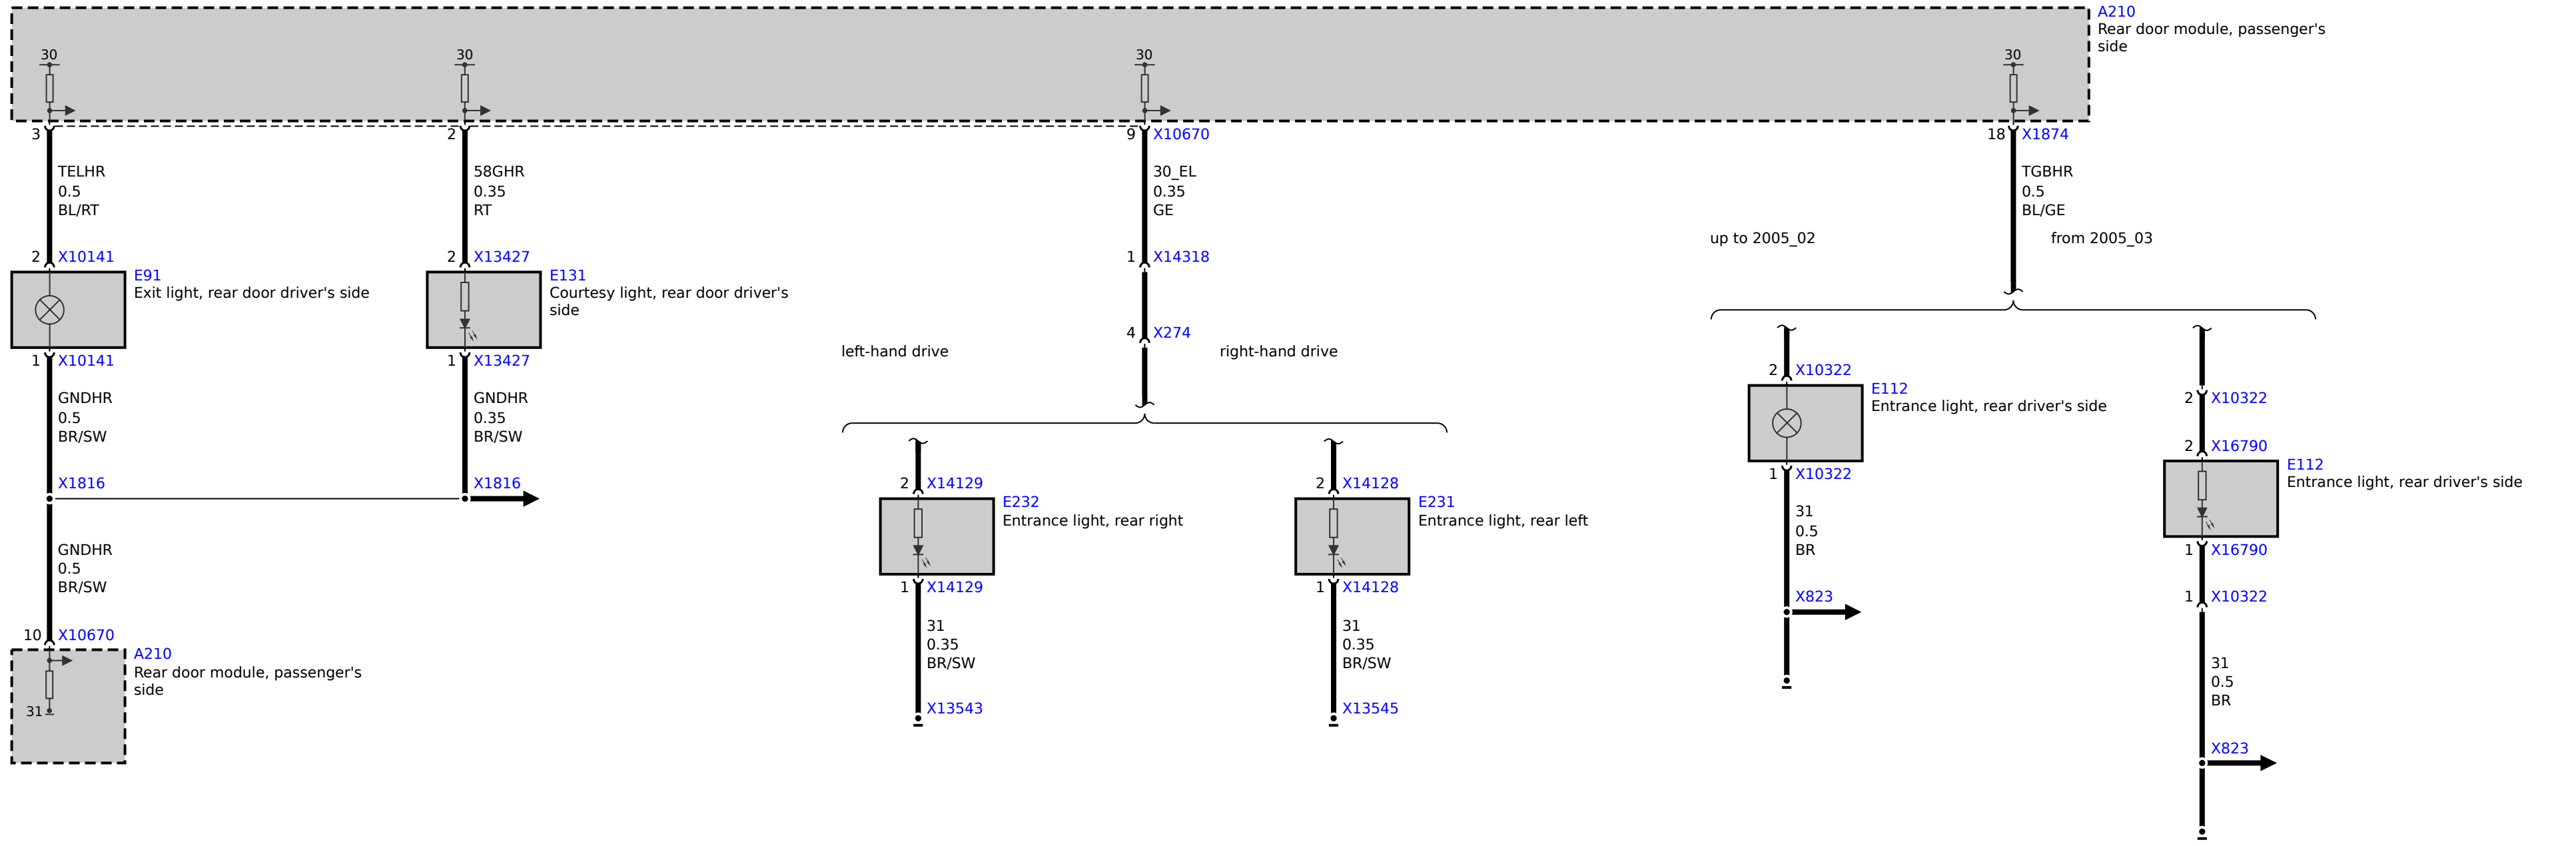 A210
Rear door module, passenger's
side
30
30
30
30
3
2
9 X10670
18 X1874
TELHR
0.5
BL/RT
58GHR
0.35
RT
30_EL
0.35
GE
TGBHR
0.5
BL/GE
up to 2005_02
from 2005_03
2 X10141
2 X13427
1 X14318
E91
Exit light, rear door driver's side
E131
Courtesy light, rear door driver's
side
4 X274
left-hand drive
right-hand drive
1 X10141
1 X13427
2 X10322
E112
Entrance light, rear driver's side
2 X10322
GNDHR
0.5
BR/SW
GNDHR
0.35
BR/SW
2 X16790
E112
Entrance light, rear driver's side
1 X10322
X1816
X1816
2 X14129
2 X14128
E232
Entrance light, rear right
E231
Entrance light, rear left
31
0.5
BR
GNDHR
0.5
BR/SW
1 X16790
1 X14129
1 X14128
X823
1 X10322
31
0.35
BR/SW
31
0.35
BR/SW
10 X10670
A210
Rear door module, passenger's
side
31
31
0.5
BR
X13543
X13545
X823